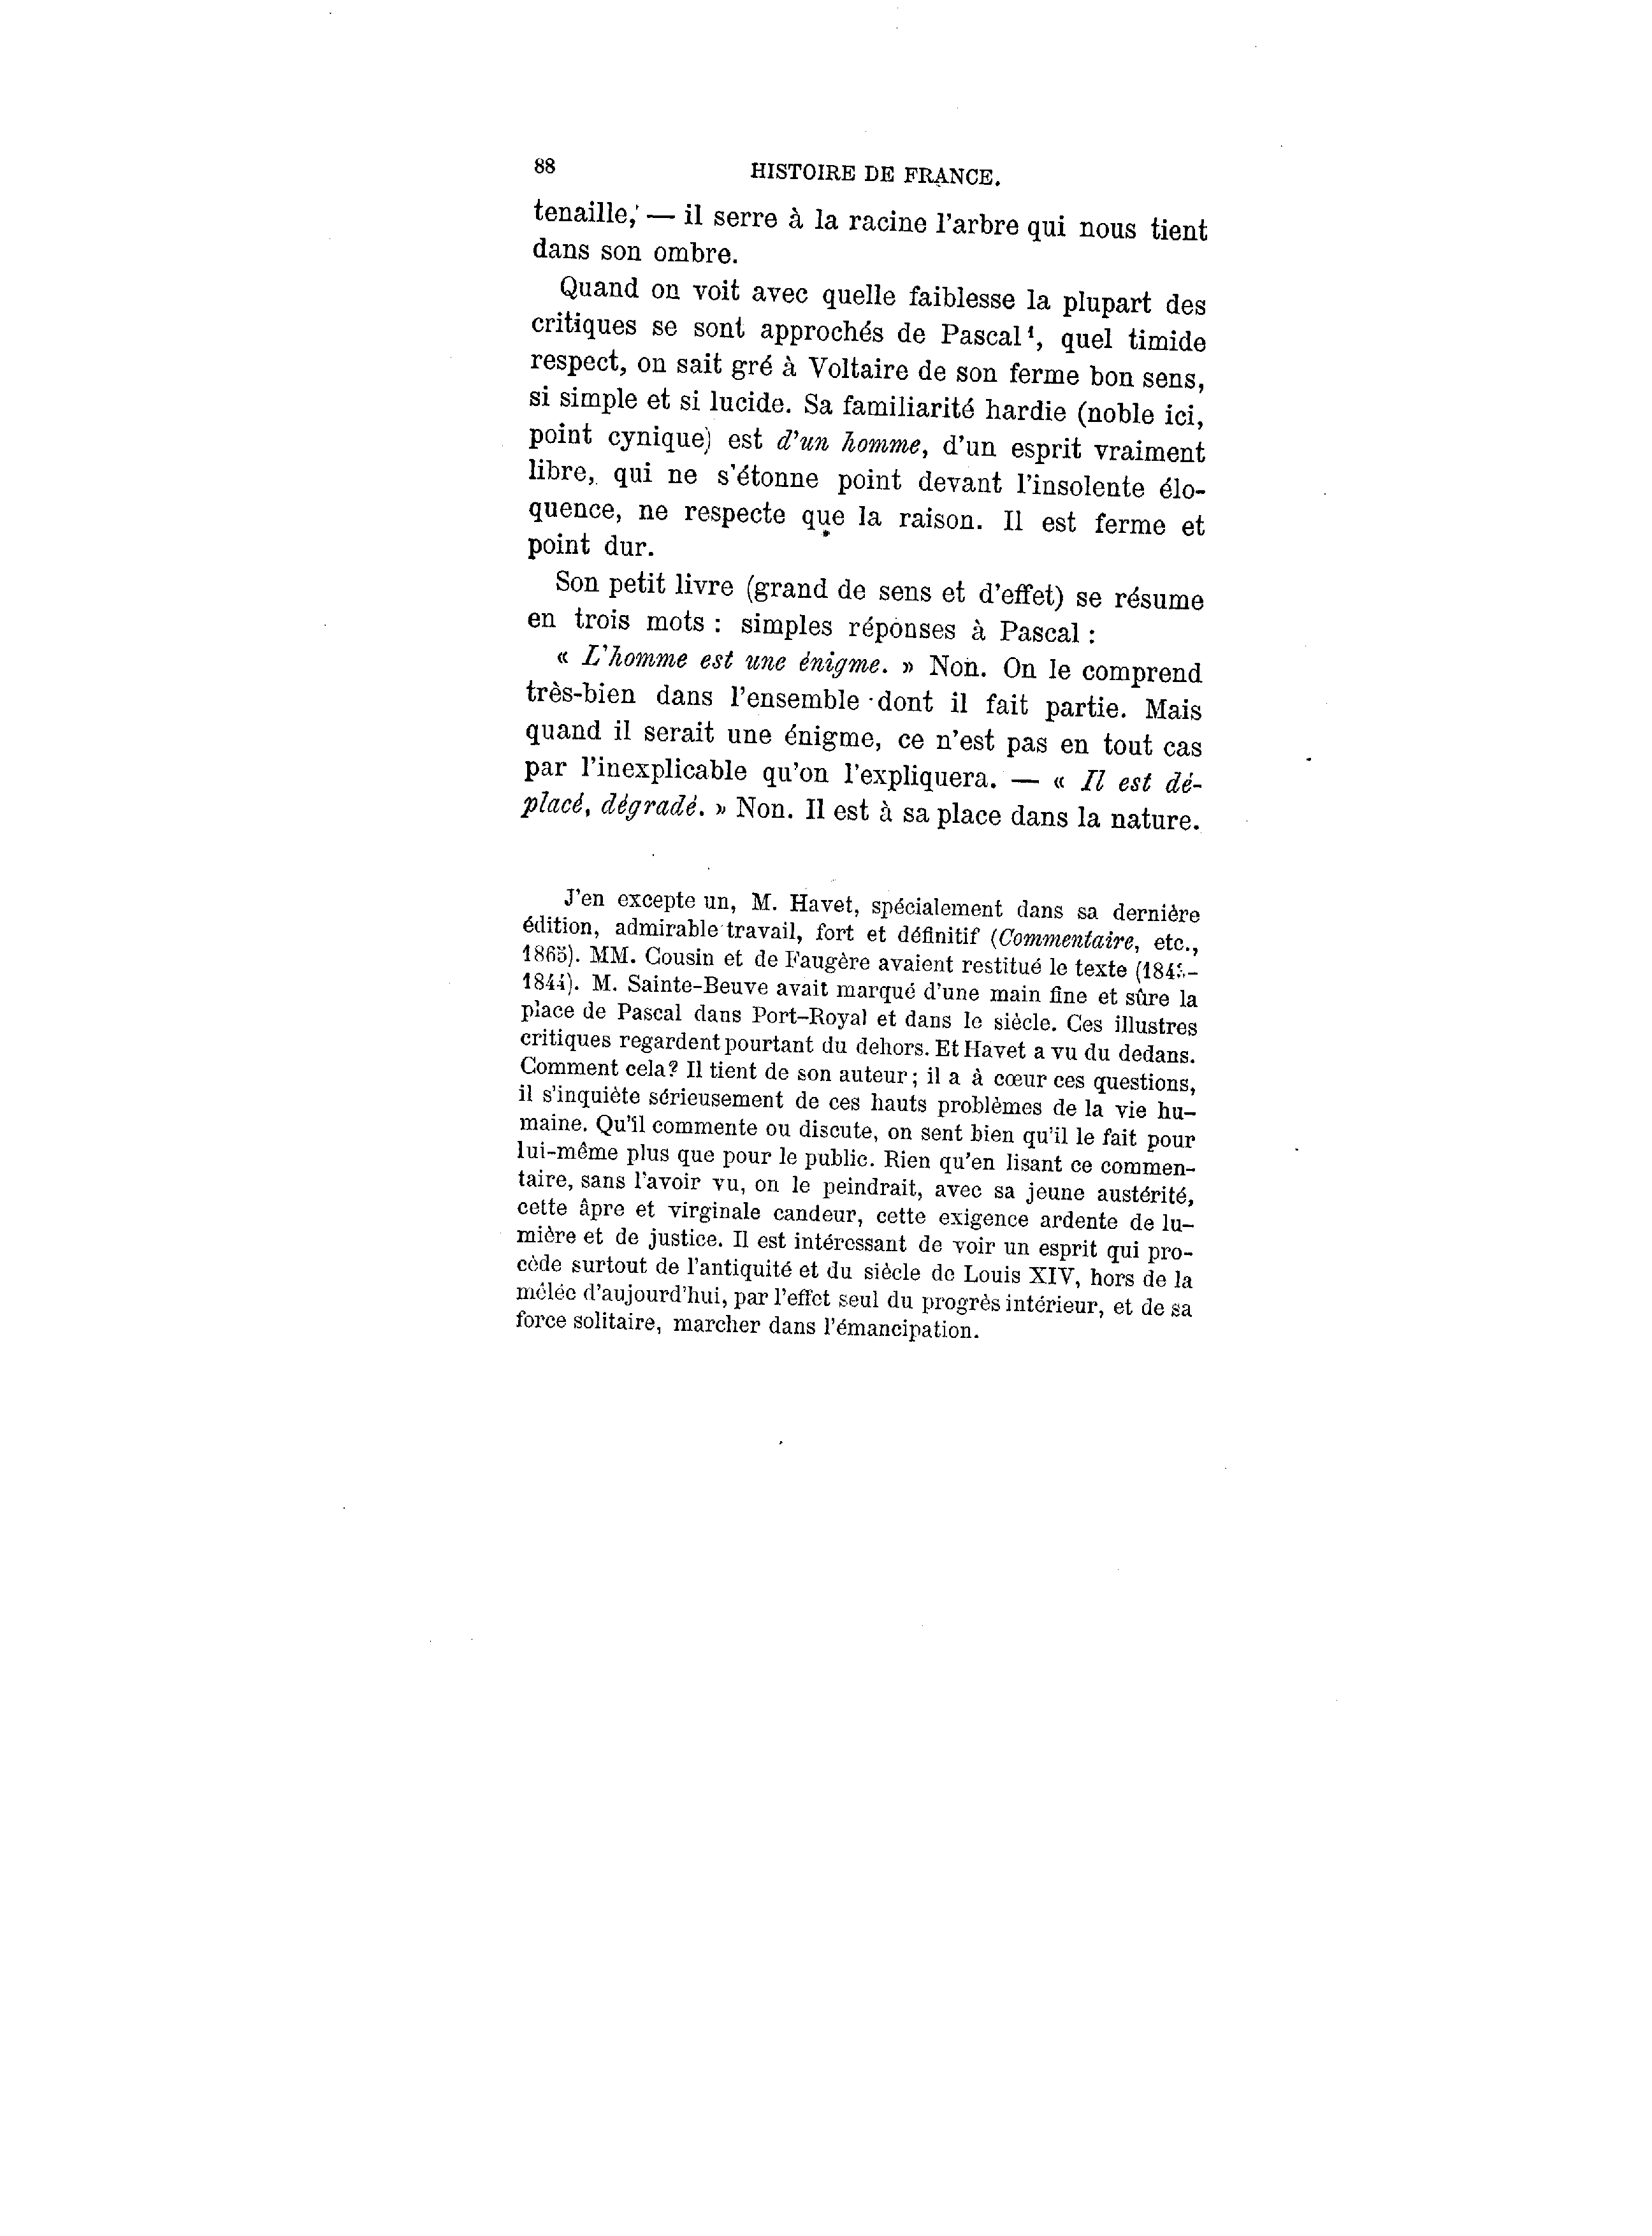 88
HISTOIRE DE FRANCE.
tenaille, — il serre à la racine l'arbre qui nous tient
dans son ombre.
Quand on voit avec quelle faiblesse la plupart des
critiques se sont approchés de Pascal¹, quel timide
respect, on sait gré à Voltaire de son ferme bon sens,
si simple et si lucide. Sa familiarité hardie (noble ici,
point cynique) est d'un homme, d'un esprit vraiment
libre, qui ne s'étonne point devant l'insolente élo-
quence, ne respecte que la raison. Il est ferme et
point dur.
Son petit livre (grand de sens et d'effet) se résume
en trois mots : simples réponses à Pascal :
« L'homme est une énigme. » Non. On le comprend
très-bien dans l'ensemble dont il fait partie. Mais
quand il serait une énigme, ce n'est pas en tout cas
par l'inexplicable qu'on l'expliquera. — « Il est dé-
placé, dégradé. » Non. Il est à sa place dans la nature.
J'en excepte un, M. Havet, spécialement dans sa dernière
édition, admirable travail, fort et définitif (Commentaire, etc.,
1865). MM. Cousin et de Faugère avaient restitué le texte
1844). M. Sainte-Beuve avait marqué d'une main fine et sûre la
place de Pascal dans Port-Royal et dans le siècle. Ces illustres
critiques regardent pourtant du dehors. Et Havet a vu du dedans.
Comment cela? Il tient de son auteur; il a à cœur ces questions,
il s'inquiète sérieusement de ces hauts problèmes de la vie hu-
maine. Qu'il commente ou discute, on sent bien qu'il le fait pour
lui-même plus que pour le public. Rien qu'en lisant ce commen-
taire, sans l'avoir vu, on le peindrait, avec sa jeune austérité,
cette âpre et virginale candeur, cette exigence ardente de lu-
mière et de justice. Il est intéressant de voir un esprit qui pro-
cède surtout de l'antiquité et du siècle de Louis XIV, hors de la
mêlée d'aujourd'hui, par l'effet seul du progrès intérieur, et de sa
force solitaire, marcher dans l'émancipation.